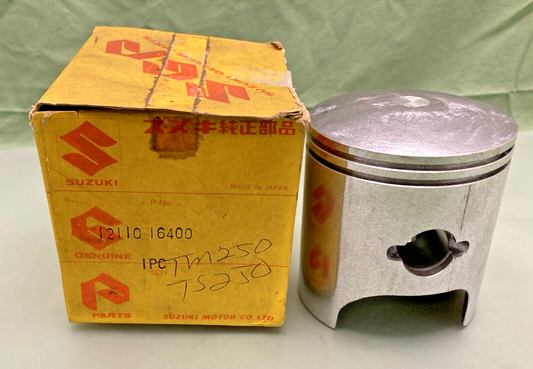 スズキ純正部品
SUZUKI
MADE IN JAPAN
P No.
12110-16400
GENUINE
1PC
TM250
TS250
PARTS
SUZUKI MOTOR CO., LTD.